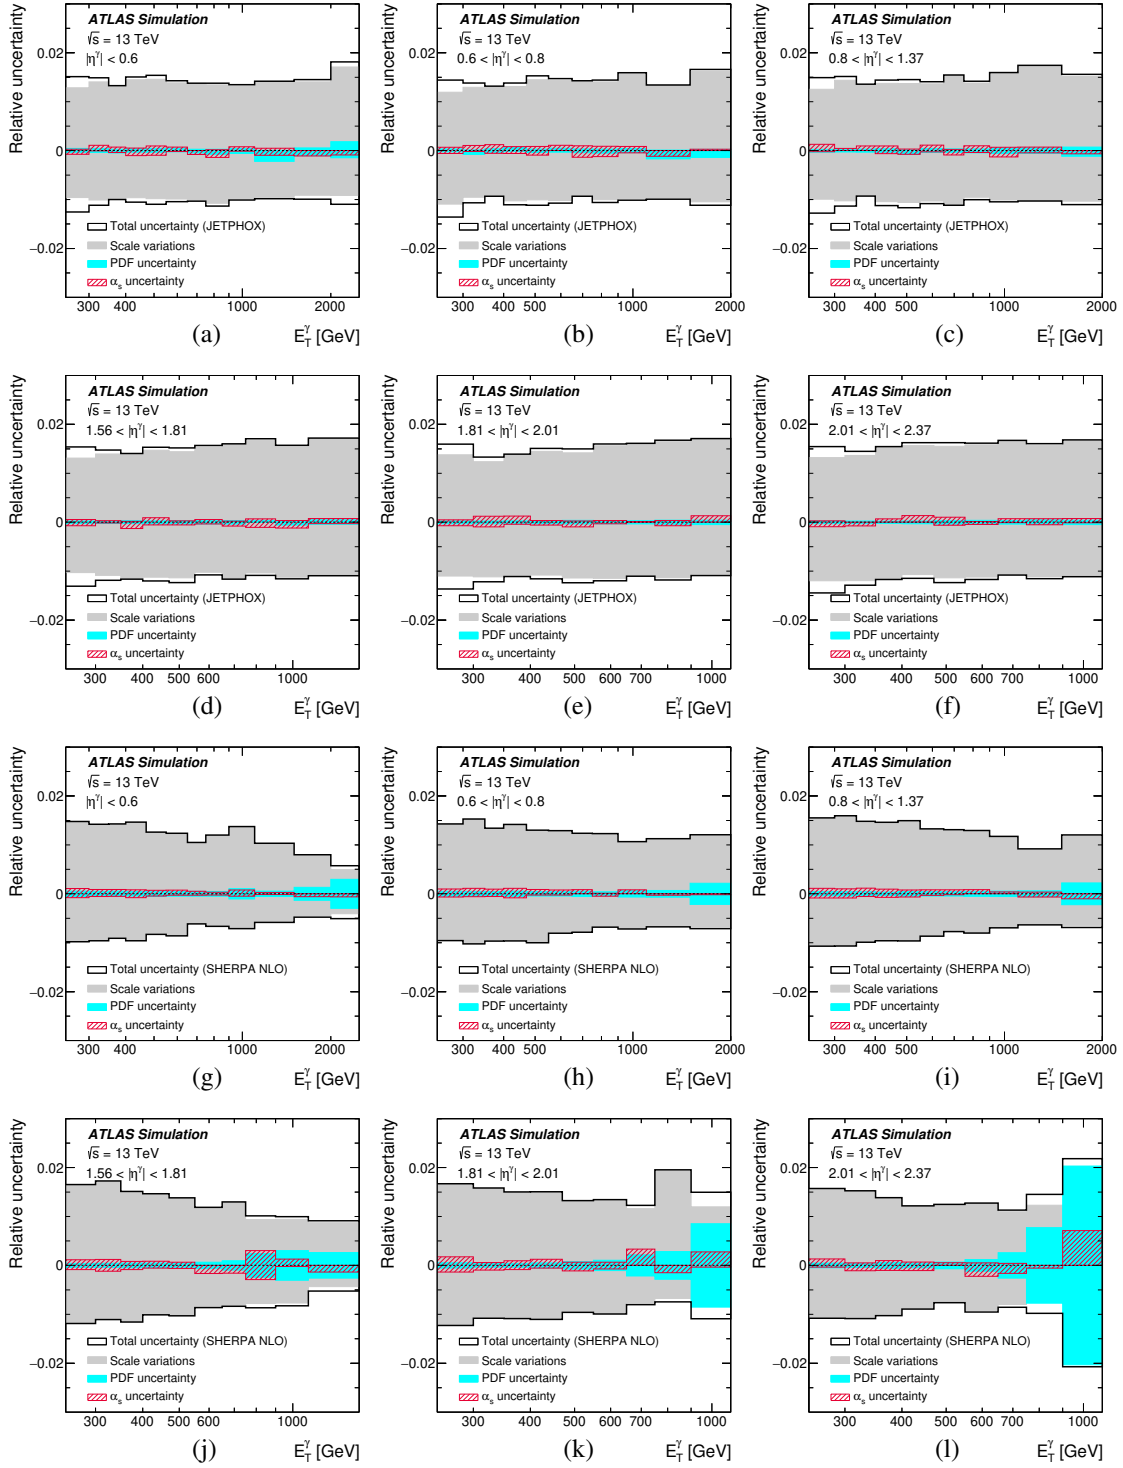 Relative uncertainty
ATLAS Simulation
√s = 13 TeV
|η^γ| < 0.6
0.02
0
−0.02
Total uncertainty (JETPHOX)
Scale variations
PDF uncertainty
α_s uncertainty
300 400 1000 2000
E_T^γ [GeV]
(a)
Relative uncertainty
ATLAS Simulation
√s = 13 TeV
0.6 < |η^γ| < 0.8
0.02
0
−0.02
Total uncertainty (JETPHOX)
Scale variations
PDF uncertainty
α_s uncertainty
300 400 500 1000 2000
E_T^γ [GeV]
(b)
Relative uncertainty
ATLAS Simulation
√s = 13 TeV
0.8 < |η^γ| < 1.37
0.02
0
−0.02
Total uncertainty (JETPHOX)
Scale variations
PDF uncertainty
α_s uncertainty
300 400 500 1000 2000
E_T^γ [GeV]
(c)
Relative uncertainty
ATLAS Simulation
√s = 13 TeV
1.56 < |η^γ| < 1.81
0.02
0
−0.02
Total uncertainty (JETPHOX)
Scale variations
PDF uncertainty
α_s uncertainty
300 400 500 600 1000
E_T^γ [GeV]
(d)
Relative uncertainty
ATLAS Simulation
√s = 13 TeV
1.81 < |η^γ| < 2.01
0.02
0
−0.02
Total uncertainty (JETPHOX)
Scale variations
PDF uncertainty
α_s uncertainty
300 400 500 600 700 1000
E_T^γ [GeV]
(e)
Relative uncertainty
ATLAS Simulation
√s = 13 TeV
2.01 < |η^γ| < 2.37
0.02
0
−0.02
Total uncertainty (JETPHOX)
Scale variations
PDF uncertainty
α_s uncertainty
300 400 500 600 700 1000
E_T^γ [GeV]
(f)
Relative uncertainty
ATLAS Simulation
√s = 13 TeV
|η^γ| < 0.6
0.02
0
−0.02
Total uncertainty (SHERPA NLO)
Scale variations
PDF uncertainty
α_s uncertainty
300 400 1000 2000
E_T^γ [GeV]
(g)
Relative uncertainty
ATLAS Simulation
√s = 13 TeV
0.6 < |η^γ| < 0.8
0.02
0
−0.02
Total uncertainty (SHERPA NLO)
Scale variations
PDF uncertainty
α_s uncertainty
300 400 500 1000 2000
E_T^γ [GeV]
(h)
Relative uncertainty
ATLAS Simulation
√s = 13 TeV
0.8 < |η^γ| < 1.37
0.02
0
−0.02
Total uncertainty (SHERPA NLO)
Scale variations
PDF uncertainty
α_s uncertainty
300 400 500 1000 2000
E_T^γ [GeV]
(i)
Relative uncertainty
ATLAS Simulation
√s = 13 TeV
1.56 < |η^γ| < 1.81
0.02
0
−0.02
Total uncertainty (SHERPA NLO)
Scale variations
PDF uncertainty
α_s uncertainty
300 400 500 600 1000
E_T^γ [GeV]
(j)
Relative uncertainty
ATLAS Simulation
√s = 13 TeV
1.81 < |η^γ| < 2.01
0.02
0
−0.02
Total uncertainty (SHERPA NLO)
Scale variations
PDF uncertainty
α_s uncertainty
300 400 500 600 700 1000
E_T^γ [GeV]
(k)
Relative uncertainty
ATLAS Simulation
√s = 13 TeV
2.01 < |η^γ| < 2.37
0.02
0
−0.02
Total uncertainty (SHERPA NLO)
Scale variations
PDF uncertainty
α_s uncertainty
300 400 500 600 700 1000
E_T^γ [GeV]
(l)